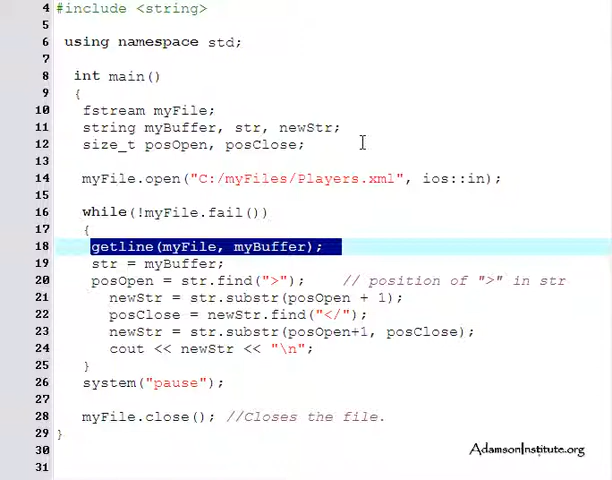 4 #include <string>
5
6 using namespace std;
7
8 int main()
9 {
10 fstream myFile;
11 string myBuffer, str, newStr;
12 size_t posOpen, posClose;
13
14 myFile.open("C:/myFiles/Players.xml", ios::in);
15
16 while(!myFile.fail())
17 {
18 getline(myFile, myBuffer);
19 str = myBuffer;
20 posOpen = str.find(">"); // position of ">" in str
21 newStr = str.substr(posOpen + 1);
22 posClose = newStr.find("</");
23 newStr = str.substr(posOpen+1, posClose);
24 cout << newStr << "\n";
25 }
26 system("pause");
27
28 myFile.close(); //Closes the file.
29 }
30
AdamsonInstitute.org
31